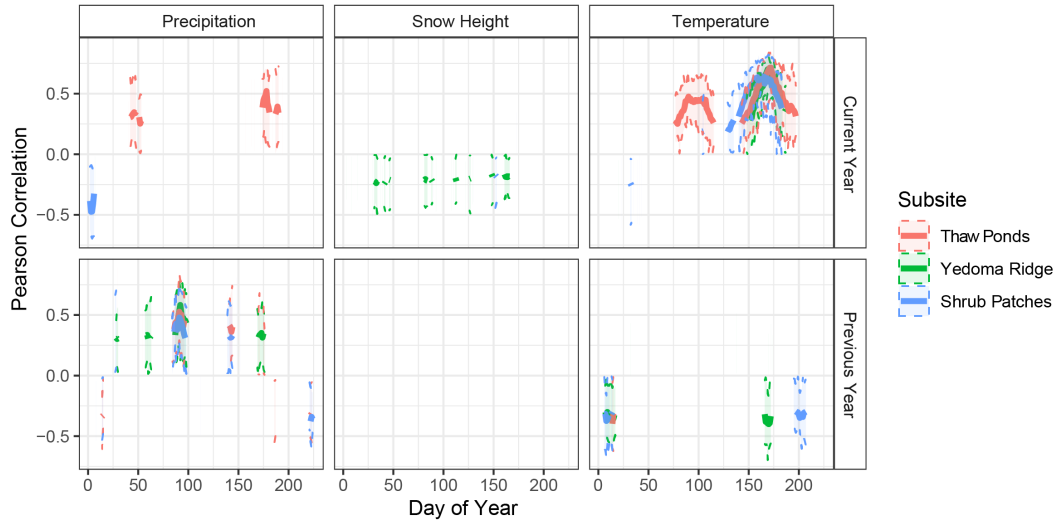 Precipitation Snow Height Temperature
0.5
0.0
−0.5
Current Year
Pearson Correlation
0.5
0.0
−0.5
Previous Year
0 50 100 150 200 0 50 100 150 200 0 50 100 150 200
Day of Year
Subsite
Thaw Ponds
Yedoma Ridge
Shrub Patches